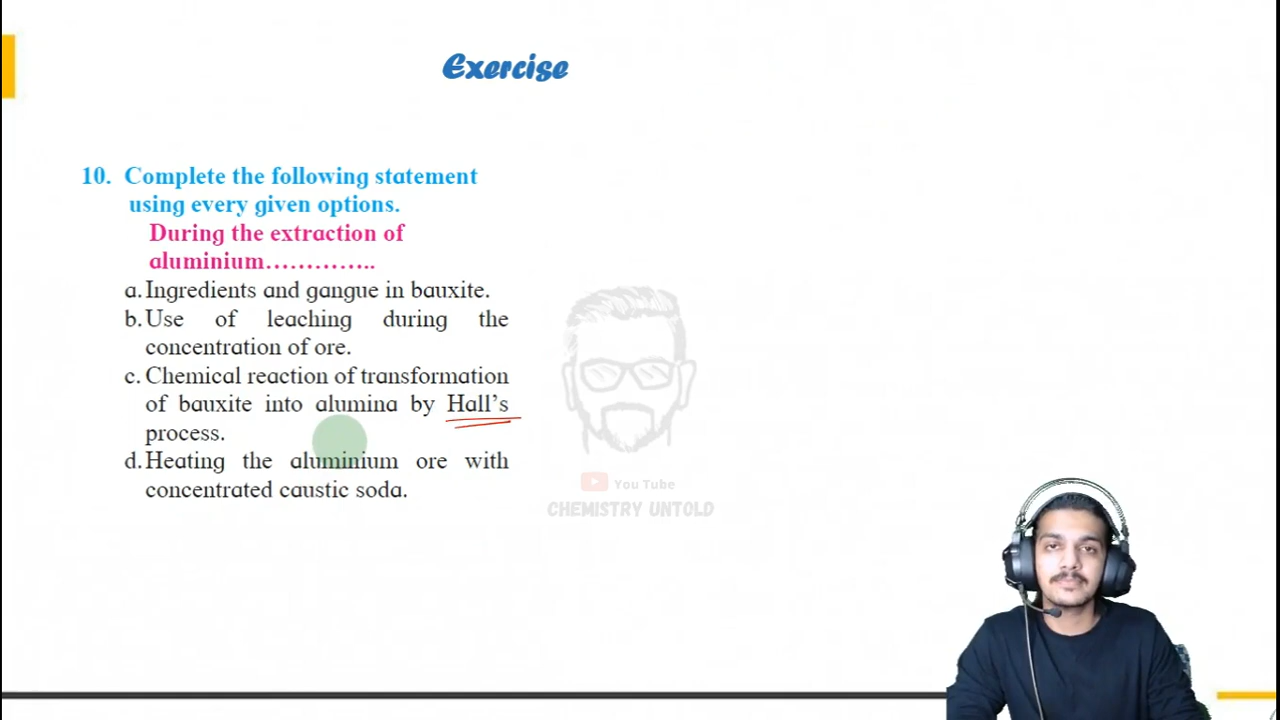 Exercise
10. Complete the following statement
using every given options.
During the extraction of
aluminium…………..
a. Ingredients and gangue in bauxite.
b. Use of leaching during the
concentration of ore.
c. Chemical reaction of transformation
of bauxite into alumina by Hall's
process.
d. Heating the aluminium ore with
concentrated caustic soda.
You Tube
CHEMISTRY UNTOLD